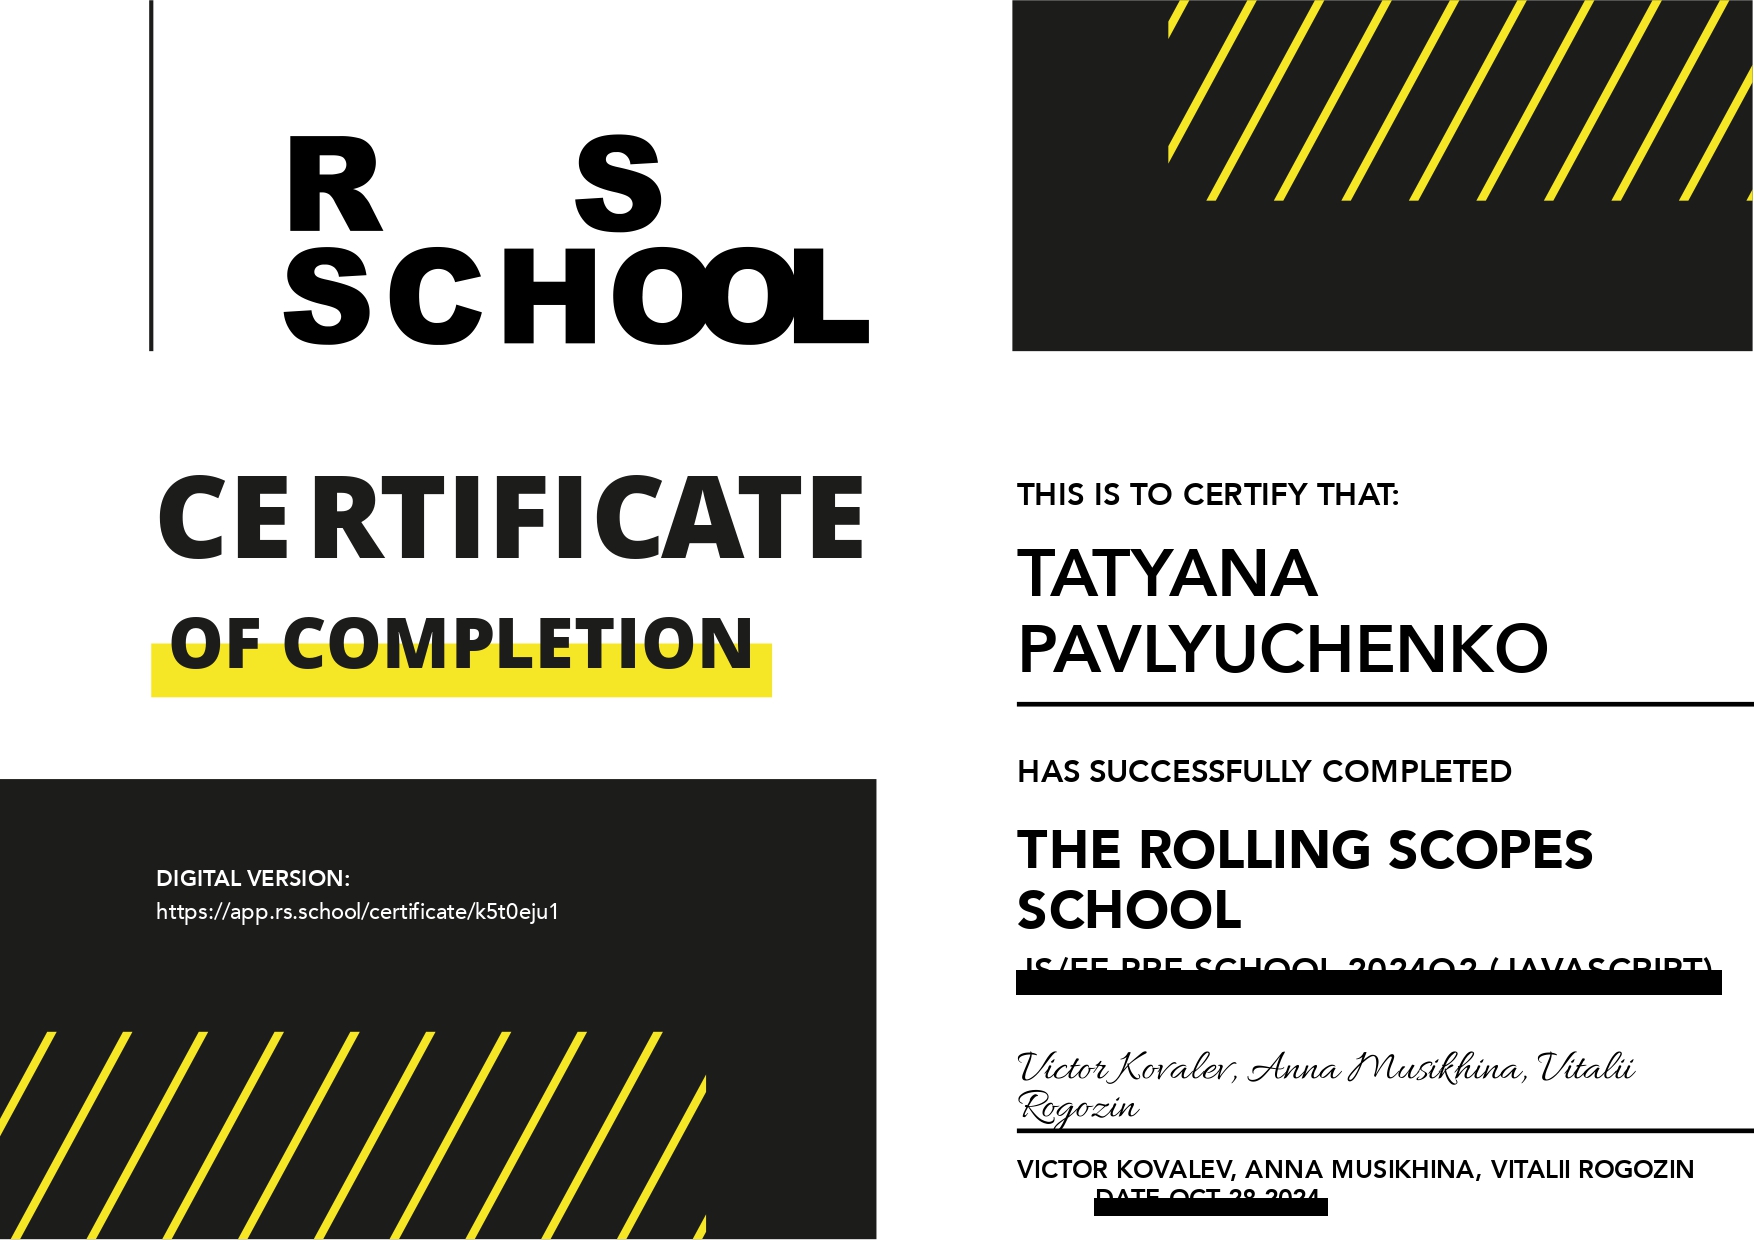 R S
SCHOOL
CERTIFICATE
OF COMPLETION
DIGITAL VERSION:
https://app.rs.school/certificate/k5t0eju1
THIS IS TO CERTIFY THAT:
TATYANA
PAVLYUCHENKO
HAS SUCCESSFULLY COMPLETED
THE ROLLING SCOPES
SCHOOL
JS/FE PRE-SCHOOL 2024Q2 (JAVASCRIPT)
Victor Kovalev, Anna Musikhina, Vitalii
Rogozin
VICTOR KOVALEV, ANNA MUSIKHINA, VITALII ROGOZIN
DATE OCT 28 2024